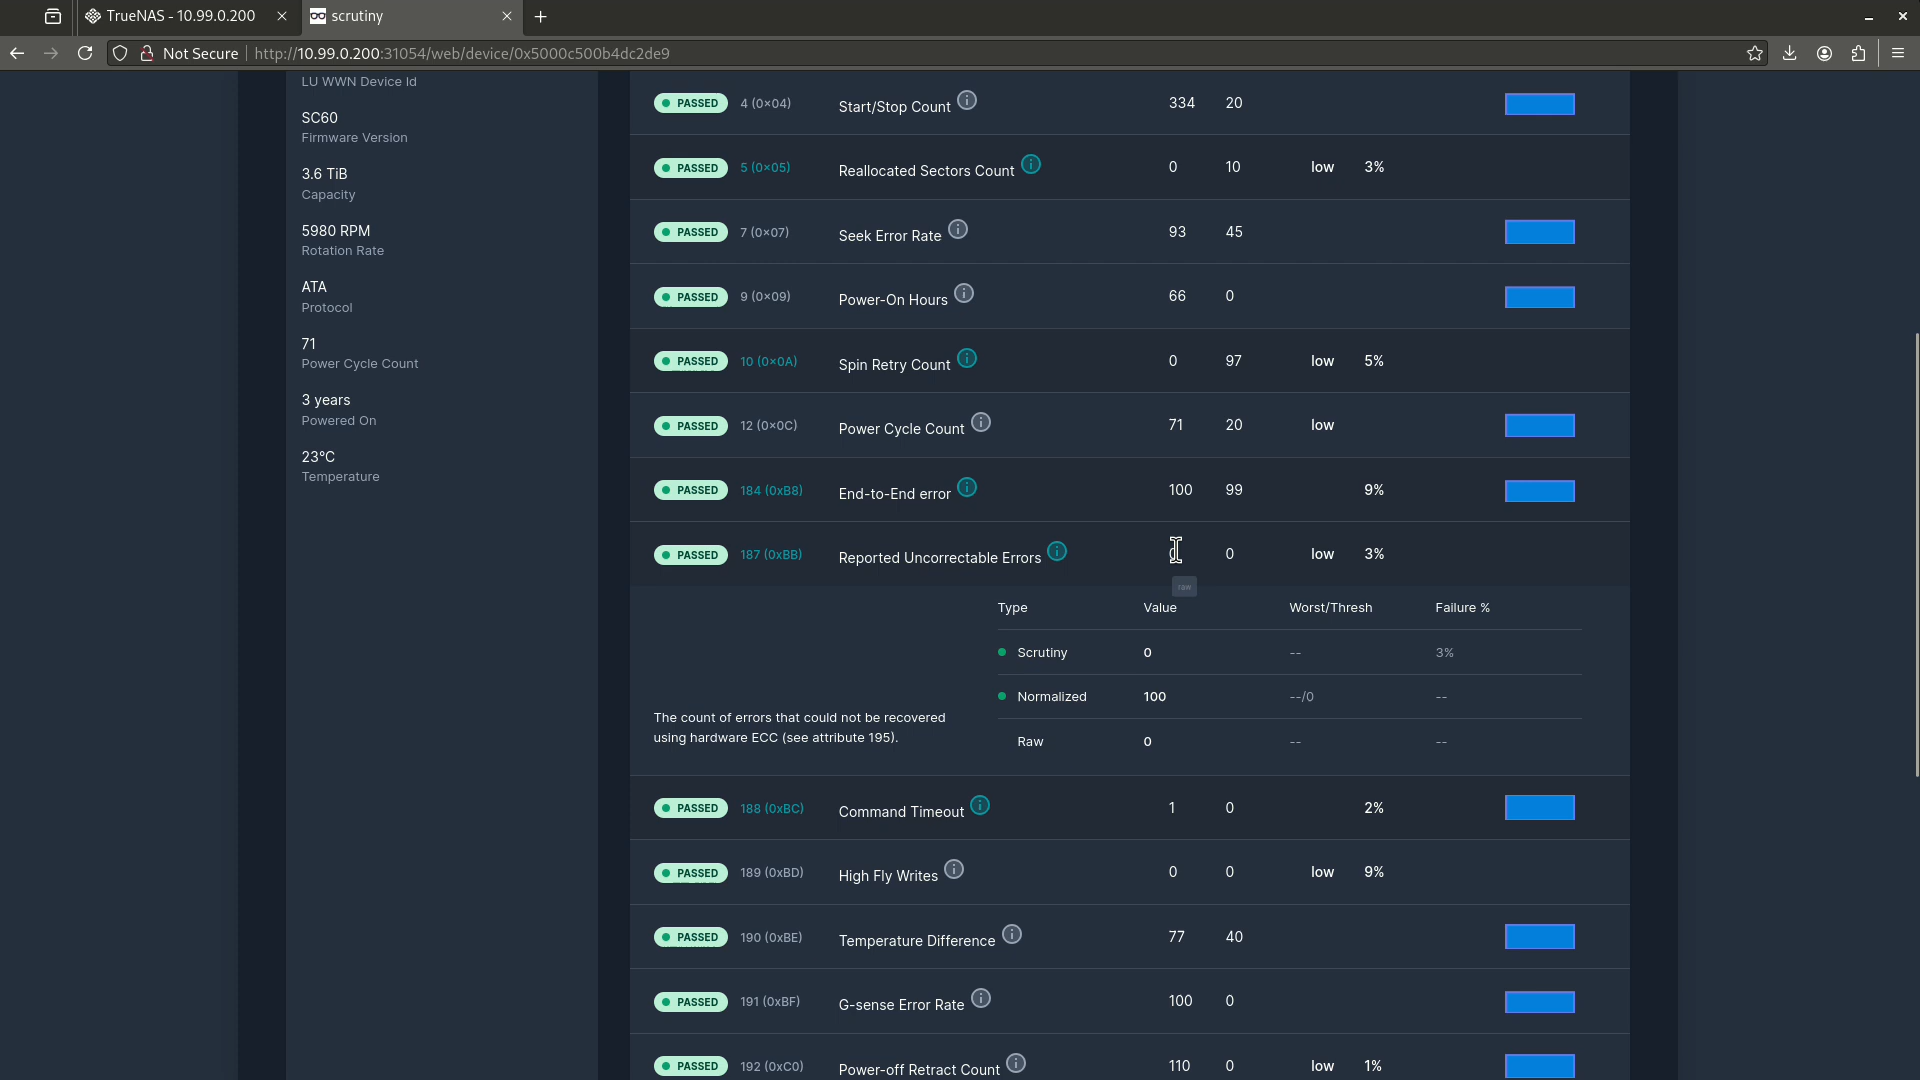 TrueNAS - 10.99.0.200
scrutiny
Not Secure
http://10.99.0.200:31054/web/device/0x5000c500b4dc2de9
LU WWN Device Id
SC60
Firmware Version
3.6 TiB
Capacity
5980 RPM
Rotation Rate
ATA
Protocol
71
Power Cycle Count
3 years
Powered On
23°C
Temperature
PASSED 4 (0x04) Start/Stop Count 334 20
PASSED 5 (0x05) Reallocated Sectors Count 0 10 low 3%
PASSED 7 (0x07) Seek Error Rate 93 45
PASSED 9 (0x09) Power-On Hours 66 0
PASSED 10 (0x0A) Spin Retry Count 0 97 low 5%
PASSED 12 (0x0C) Power Cycle Count 71 20 low
PASSED 184 (0xB8) End-to-End error 100 99 9%
PASSED 187 (0xBB) Reported Uncorrectable Errors 0 low 3%
raw
Type Value Worst/Thresh Failure %
Scrutiny 0 -- 3%
Normalized 100 --/0 --
Raw 0 -- --
The count of errors that could not be recovered
using hardware ECC (see attribute 195).
PASSED 188 (0xBC) Command Timeout 1 0 2%
PASSED 189 (0xBD) High Fly Writes 0 0 low 9%
PASSED 190 (0xBE) Temperature Difference 77 40
PASSED 191 (0xBF) G-sense Error Rate 100 0
PASSED 192 (0xC0) Power-off Retract Count 110 0 low 1%